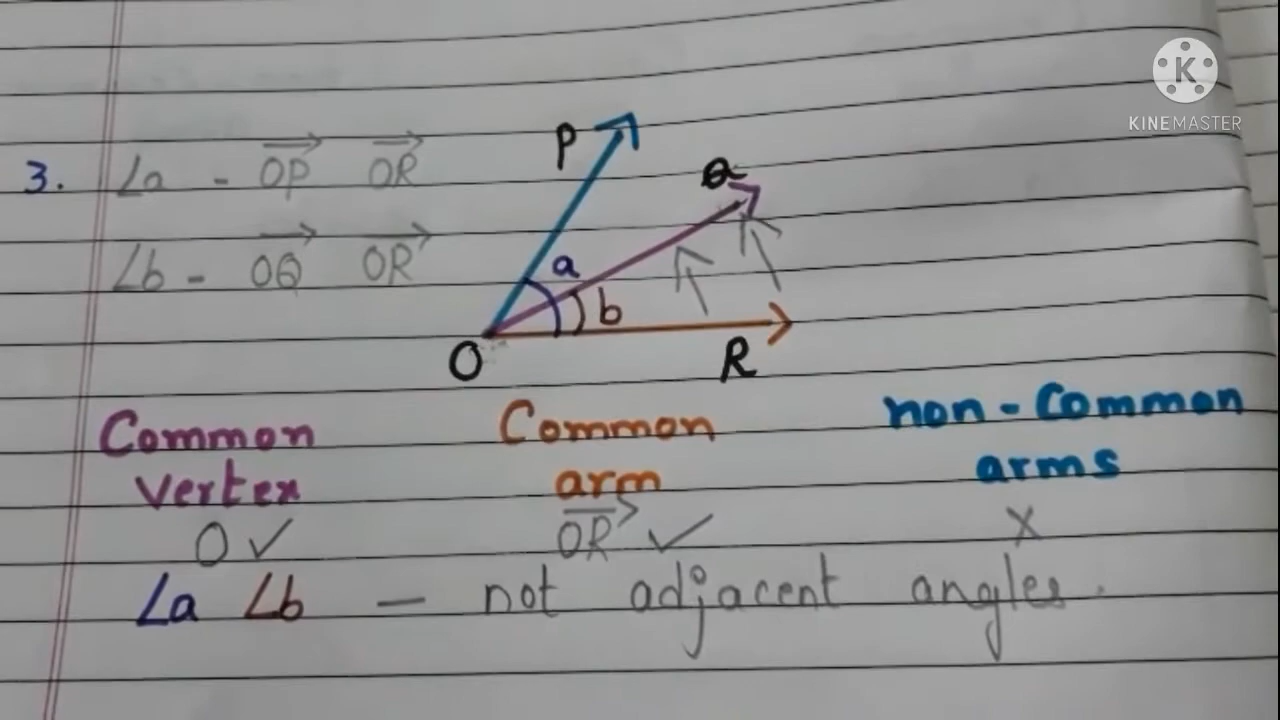 3. ∠a - OP OR
∠b - OQ OR
P
Q
a
b
O
R
Common vertex
Common arm
non-Common arms
O ✓
OR ✓
X
∠a ∠b — not adjacent angles.
K
KINEMASTER